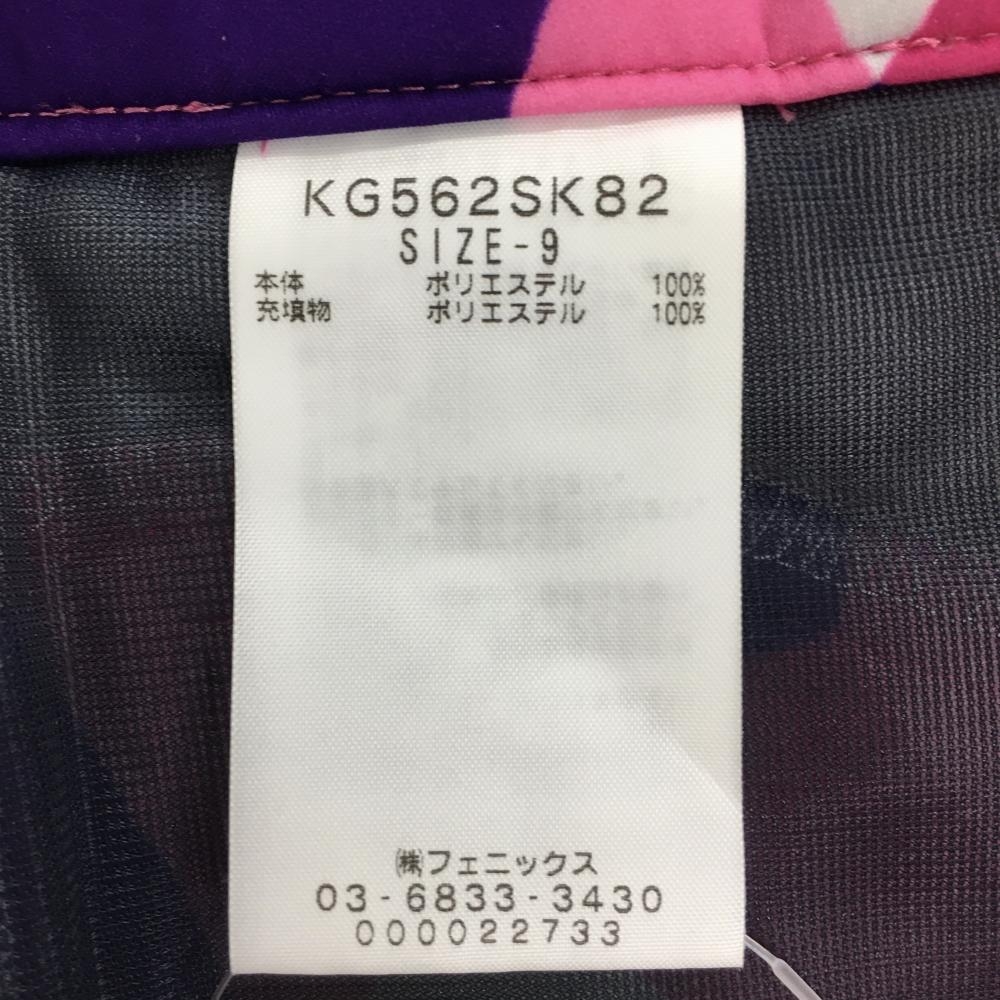 KG562SK82
SIZE-9
本体 ポリエステル 100%
充填物 ポリエステル 100%
㈱フェニックス
03-6833-3430
000022733